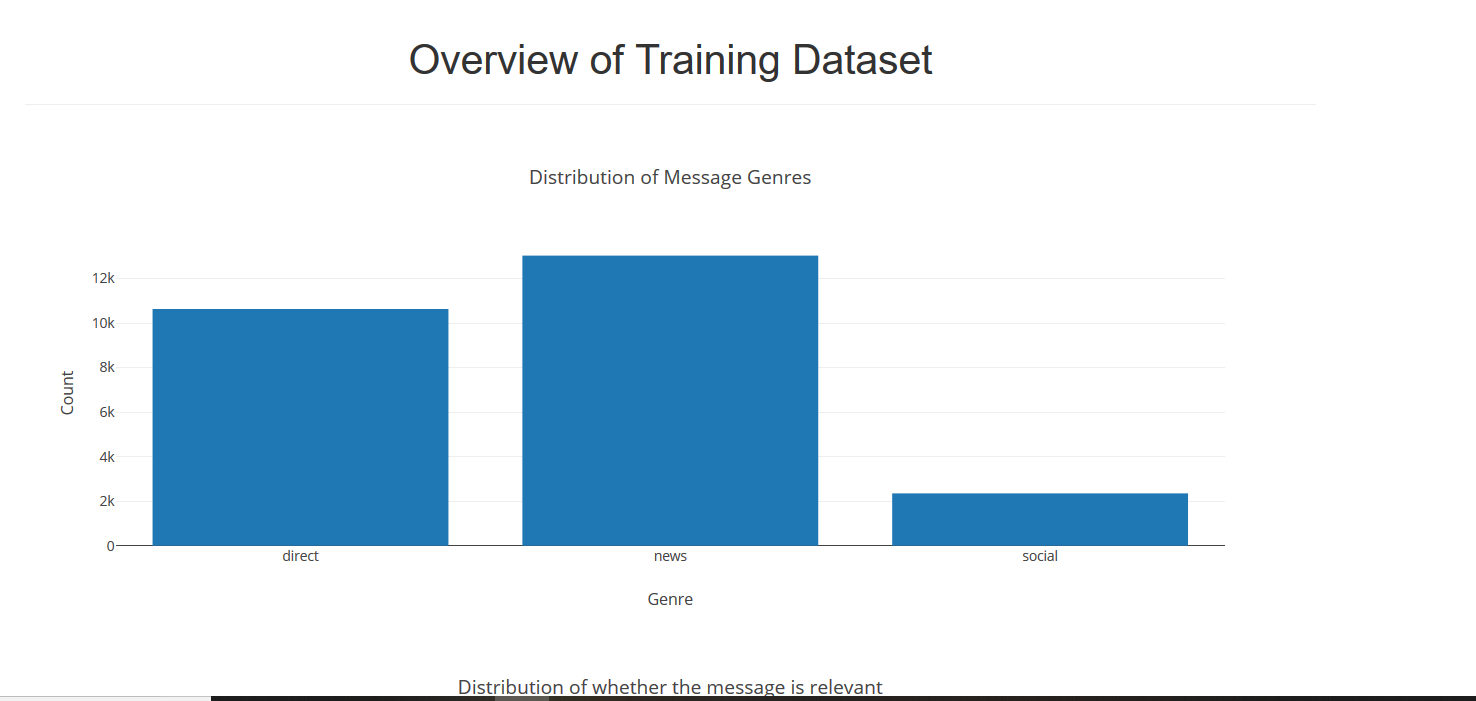 Overview of Training Dataset
Distribution of Message Genres
12k
10k
8k
6k
4k
2k
0
Count
direct
news
social
Genre
Distribution of whether the message is relevant